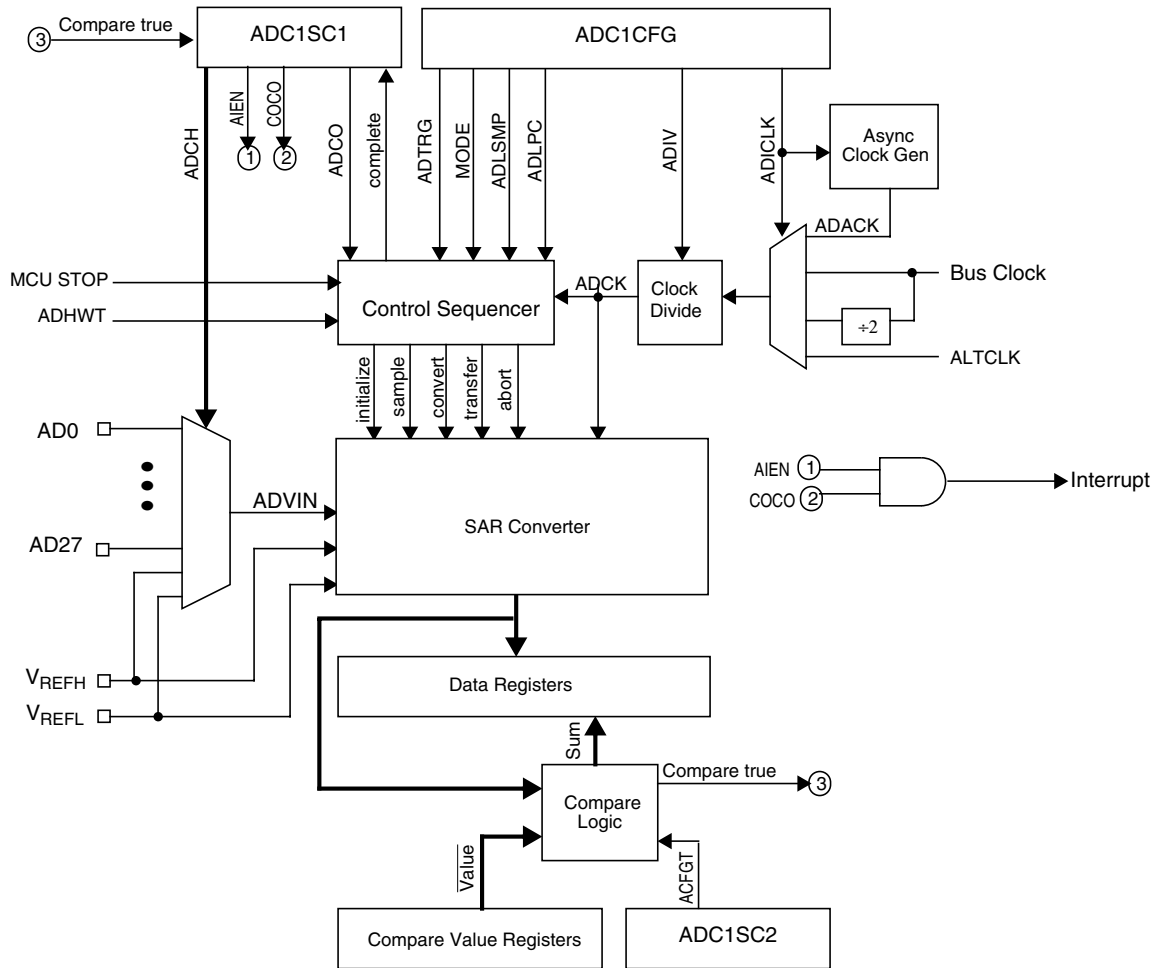 3
Compare true
ADC1SC1
ADC1CFG
ADCH
AIEN
COCO
1
2
ADCO
complete
ADTRG
MODE
ADLSMP
ADLPC
ADIV
ADICLK
Async
Clock Gen
ADACK
MCU STOP
ADHWT
Control Sequencer
ADCK
Clock
Divide
Bus Clock
÷2
ALTCLK
initialize
sample
convert
transfer
abort
AD0
ADVIN
AD27
SAR Converter
AIEN 1
COCO 2
Interrupt
VREFH
VREFL
Data Registers
Sum
Compare true
3
Compare
Logic
Value
ACFGT
Compare Value Registers
ADC1SC2